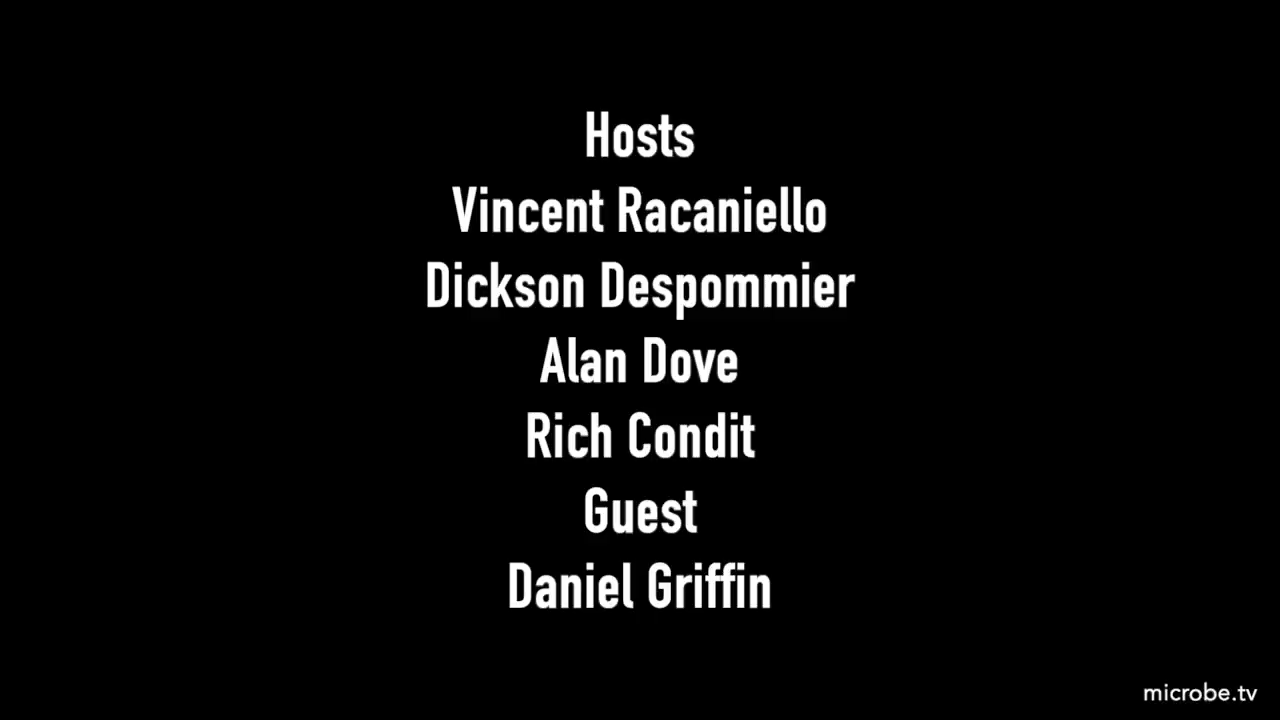 Hosts
Vincent Racaniello
Dickson Despommier
Alan Dove
Rich Condit
Guest
Daniel Griffin
microbe.tv